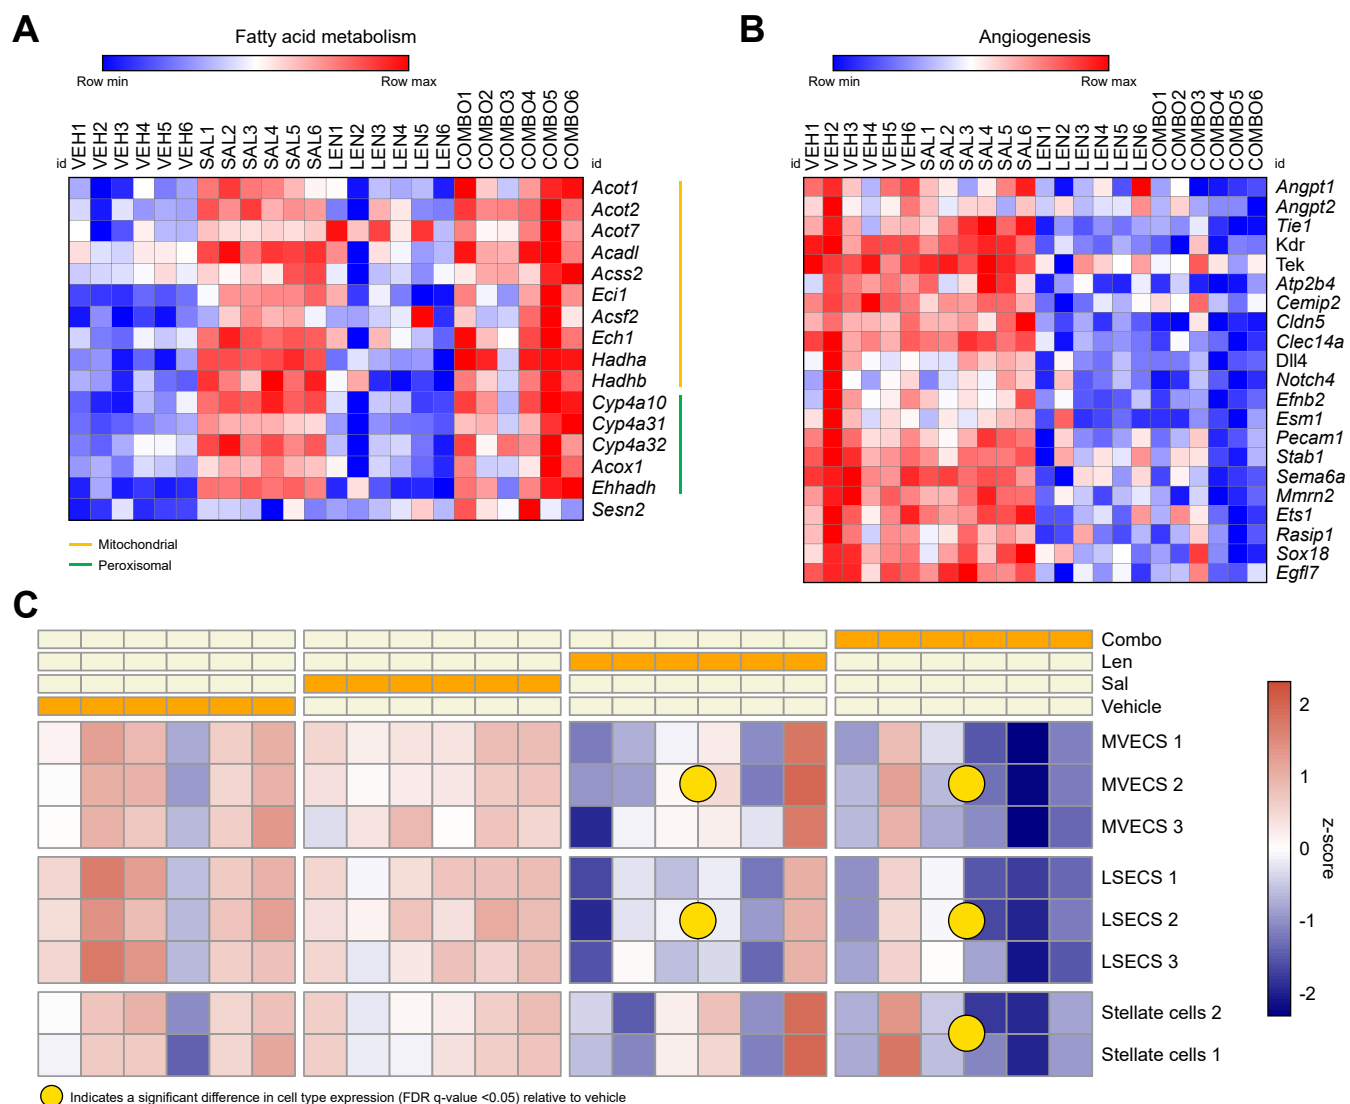 A
Fatty acid metabolism
Row min Row max
id VEH1 VEH2 VEH3 VEH4 VEH5 VEH6 SAL1 SAL2 SAL3 SAL4 SAL5 SAL6 LEN1 LEN2 LEN3 LEN4 LEN5 LEN6 COMBO1 COMBO2 COMBO3 COMBO4 COMBO5 COMBO6 id
Acot1
Acot2
Acot7
Acadl
Acss2
Eci1
Acsf2
Ech1
Hadha
Hadhb
Cyp4a10
Cyp4a31
Cyp4a32
Acox1
Ehhadh
Sesn2
Mitochondrial
Peroxisomal
B
Angiogenesis
Row min Row max
id VEH1 VEH2 VEH3 VEH4 VEH5 VEH6 SAL1 SAL2 SAL3 SAL4 SAL5 SAL6 LEN1 LEN2 LEN3 LEN4 LEN5 LEN6 COMBO1 COMBO2 COMBO3 COMBO4 COMBO5 COMBO6 id
Angpt1
Angpt2
Tie1
Kdr
Tek
Atp2b4
Cemip2
Cldn5
Clec14a
Dll4
Notch4
Efnb2
Esm1
Pecam1
Stab1
Sema6a
Mmrn2
Ets1
Rasip1
Sox18
Egfl7
C
Combo
Len
Sal
Vehicle
MVECS 1
MVECS 2
MVECS 3
LSECS 1
LSECS 2
LSECS 3
Stellate cells 2
Stellate cells 1
2
1
0
-1
-2
z-score
Indicates a significant difference in cell type expression (FDR q-value <0.05) relative to vehicle